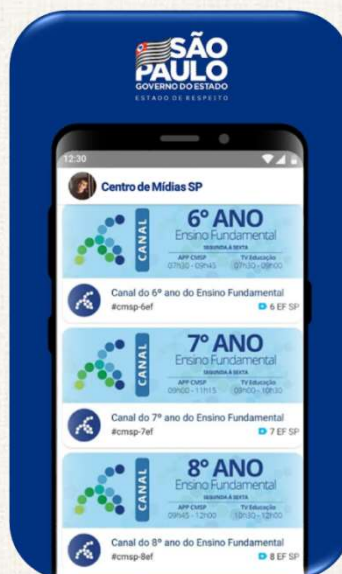 SÃO
PAULO
GOVERNO DO ESTADO
ESTADO DE RESPEITO
12:30
Centro de Mídias SP
CANAL
6º ANO
Ensino Fundamental
SEGUNDA À SEXTA
APP CMSP TV Educação
07h30 - 09h45 07h30 - 09h00
Canal do 6º ano do Ensino Fundamental
#cmsp-6ef 6 EF SP
CANAL
7º ANO
Ensino Fundamental
SEGUNDA À SEXTA
APP CMSP TV Educação
09h00 - 11h15 09h00 - 10h30
Canal do 7º ano do Ensino Fundamental
#cmsp-7ef 7 EF SP
CANAL
8º ANO
Ensino Fundamental
SEGUNDA À SEXTA
APP CMSP TV Educação
09h45 - 12h00 10h30 - 12h00
Canal do 8º ano do Ensino Fundamental
#cmsp-8ef 8 EF SP